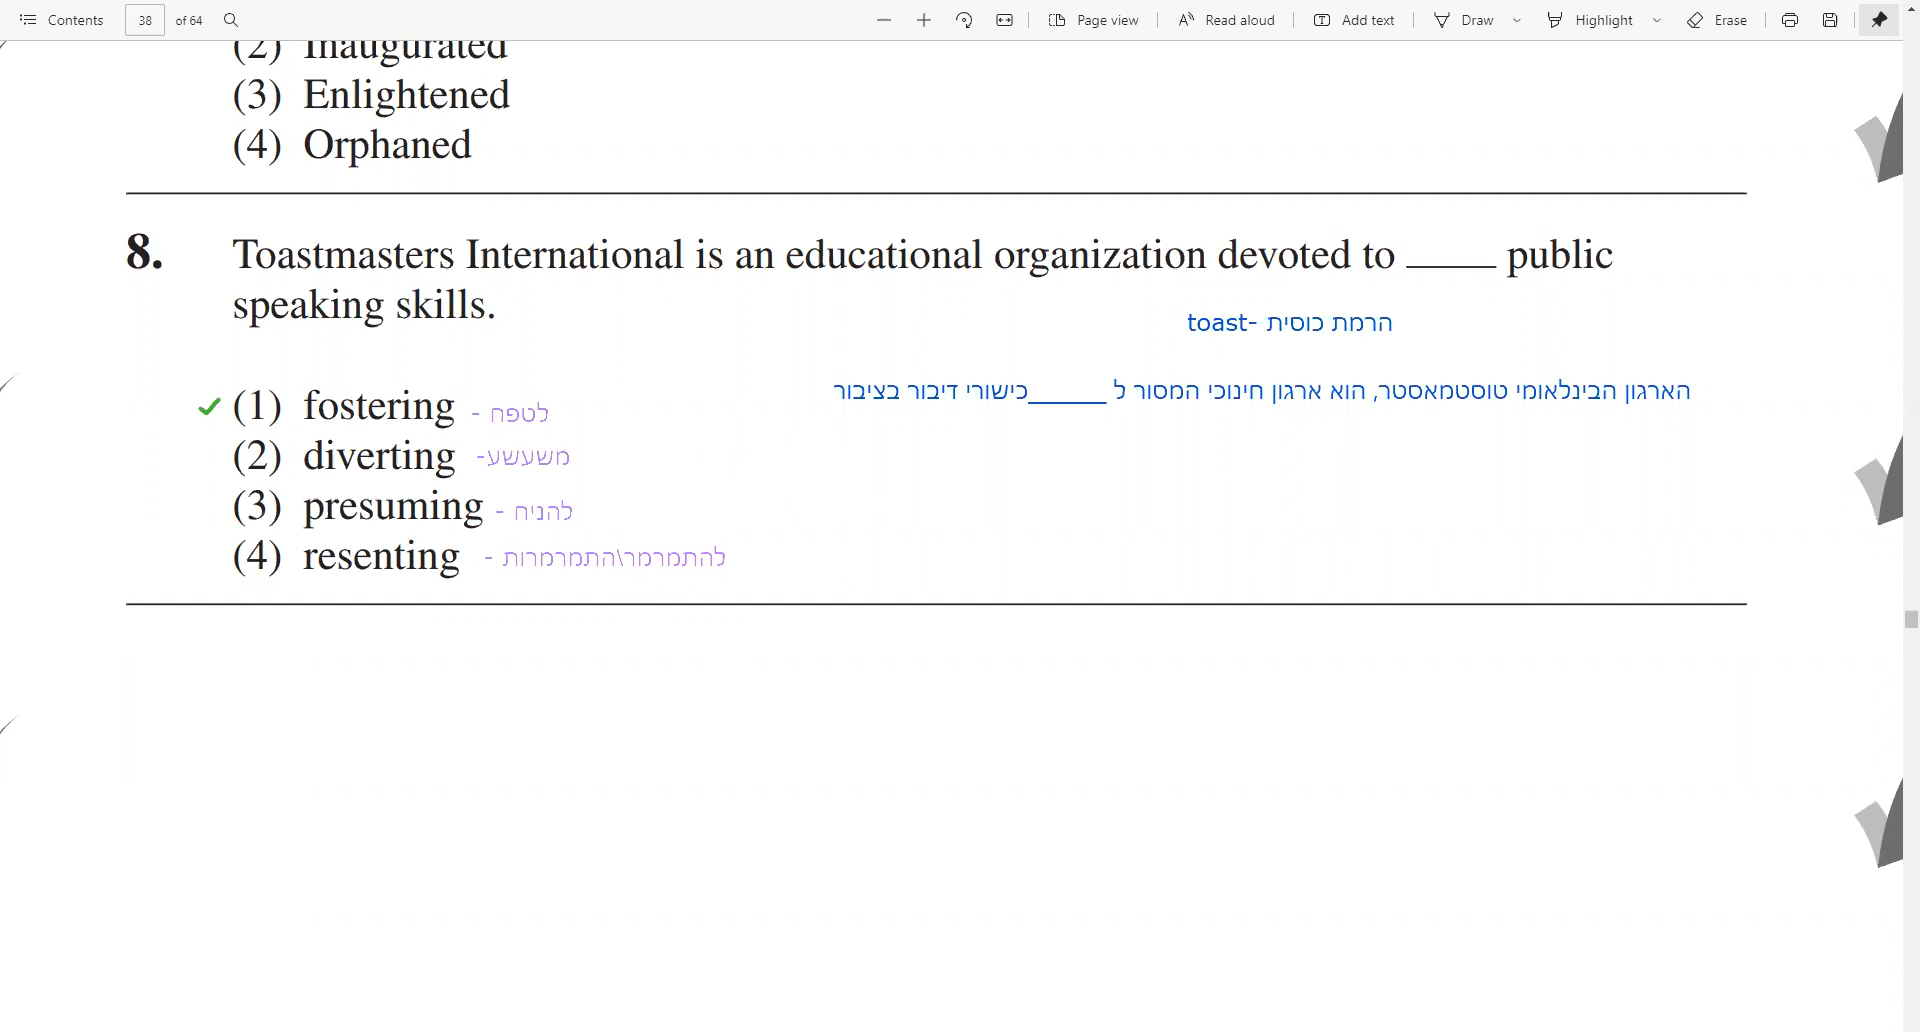 Contents 38 of 64 Page view Read aloud Add text Draw Highlight Erase
(2) Inaugurated
(3) Enlightened
(4) Orphaned
8. Toastmasters International is an educational organization devoted to _____ public
speaking skills.
toast- הרמת כוסית
הארגון הבינלאומי טוסטמאסטר, הוא ארגון חינוכי המסור ל ______כישורי דיבור בציבור
(1) fostering - לטפח
(2) diverting -משעשע
(3) presuming - להניח
(4) resenting - להתמרמר\התמרמרות